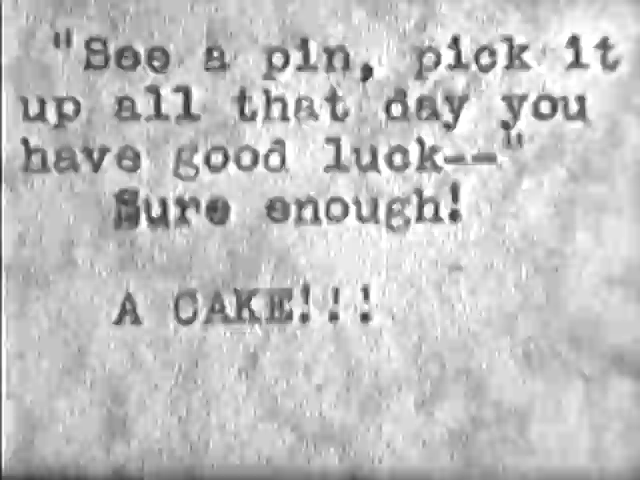 "See a pin, pick it
up all that day you
have good luck--"
Sure enough!
A CAKE!!!